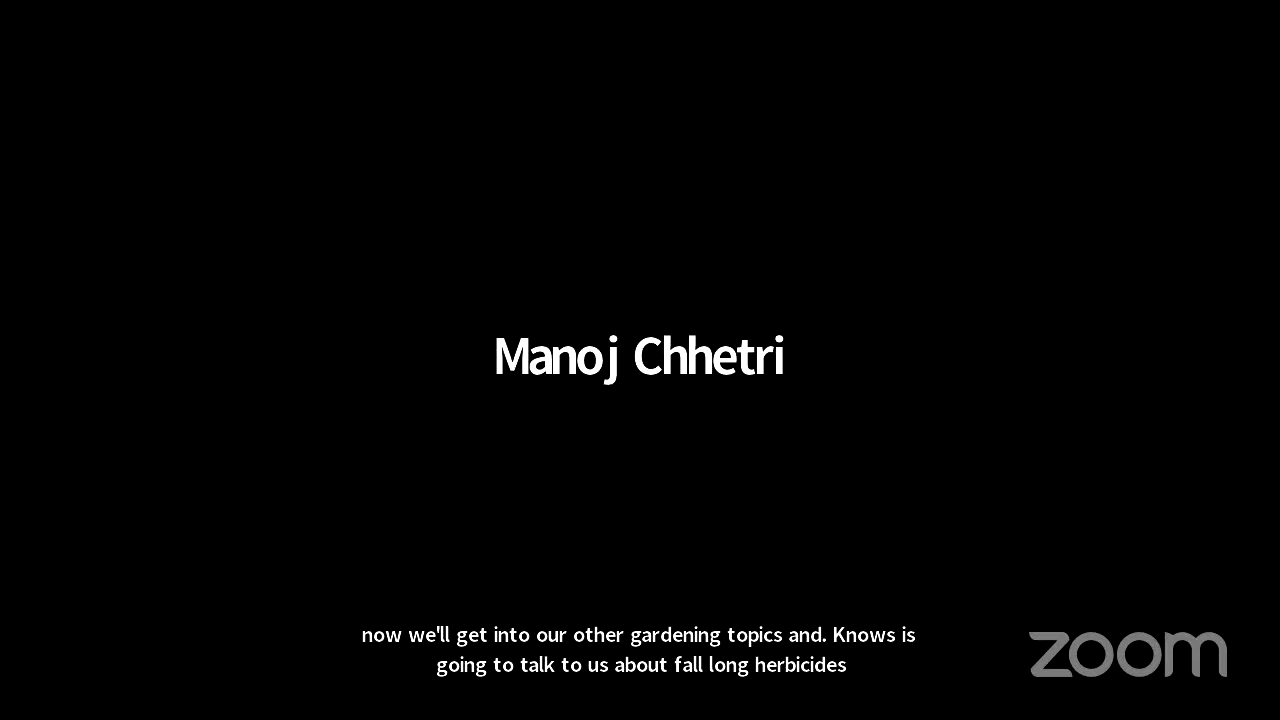 Manoj Chhetri
now we'll get into our other gardening topics and. Knows is
going to talk to us about fall long herbicides
zoom